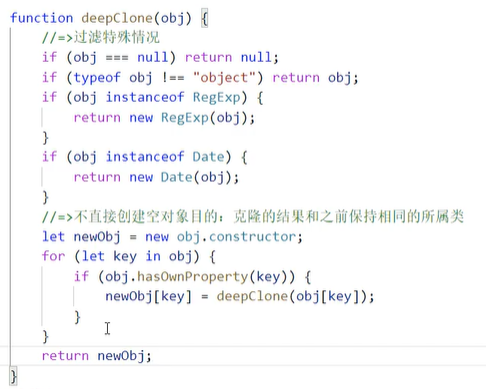 function deepClone(obj) {
    //=>过滤特殊情况
    if (obj === null) return null;
    if (typeof obj !== "object") return obj;
    if (obj instanceof RegExp) {
        return new RegExp(obj);
    }
    if (obj instanceof Date) {
        return new Date(obj);
    }
    //=>不直接创建空对象目的：克隆的结果和之前保持相同的所属类
    let newObj = new obj.constructor;
    for (let key in obj) {
        if (obj.hasOwnProperty(key)) {
            newObj[key] = deepClone(obj[key]);
        }
    }
    return newObj;
}